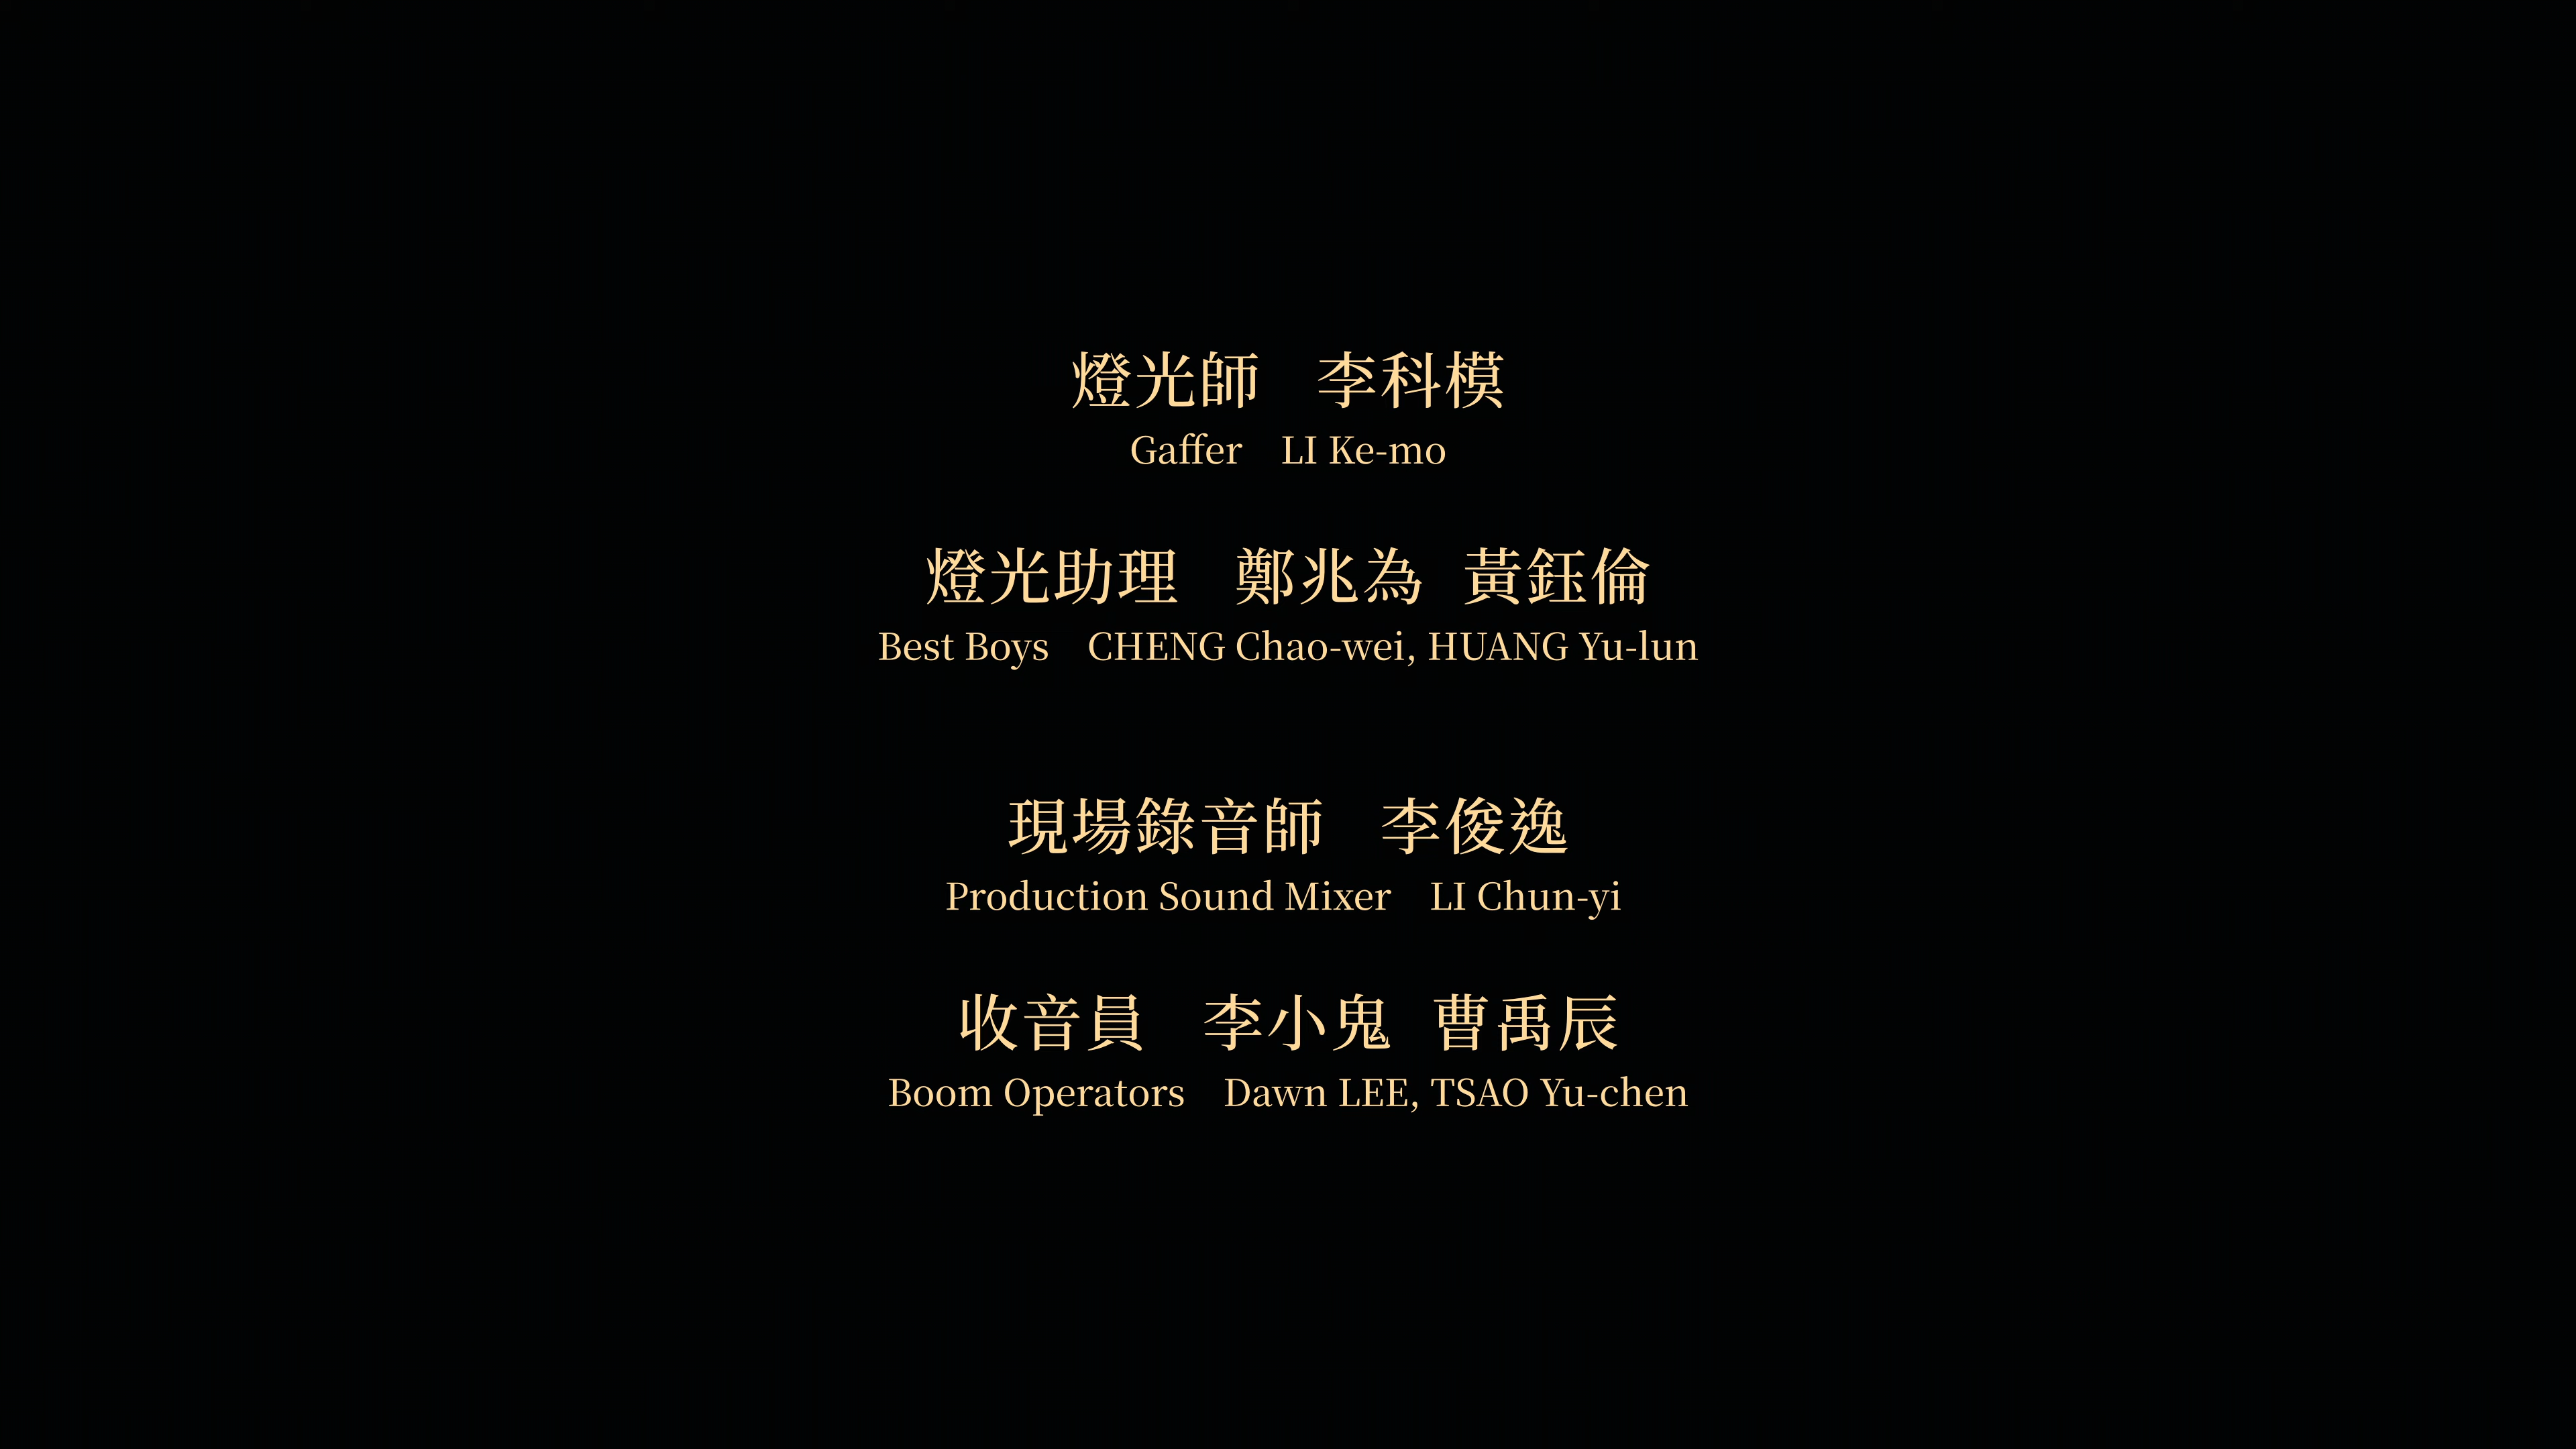 燈光師 李科模
Gaffer LI Ke-mo
燈光助理 鄭兆為 黃鈺倫
Best Boys CHENG Chao-wei, HUANG Yu-lun
現場錄音師 李俊逸
Production Sound Mixer LI Chun-yi
收音員 李小鬼 曹禹辰
Boom Operators Dawn LEE, TSAO Yu-chen